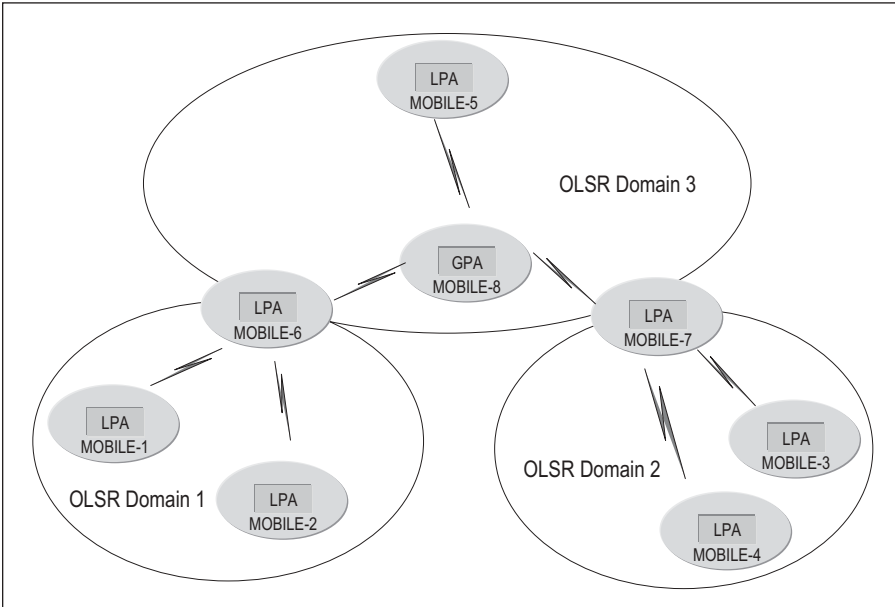 LPA
MOBILE-5
OLSR Domain 3
GPA
MOBILE-8
LPA
MOBILE-6
LPA
MOBILE-7
LPA
MOBILE-1
OLSR Domain 1
LPA
MOBILE-2
LPA
MOBILE-3
OLSR Domain 2
LPA
MOBILE-4